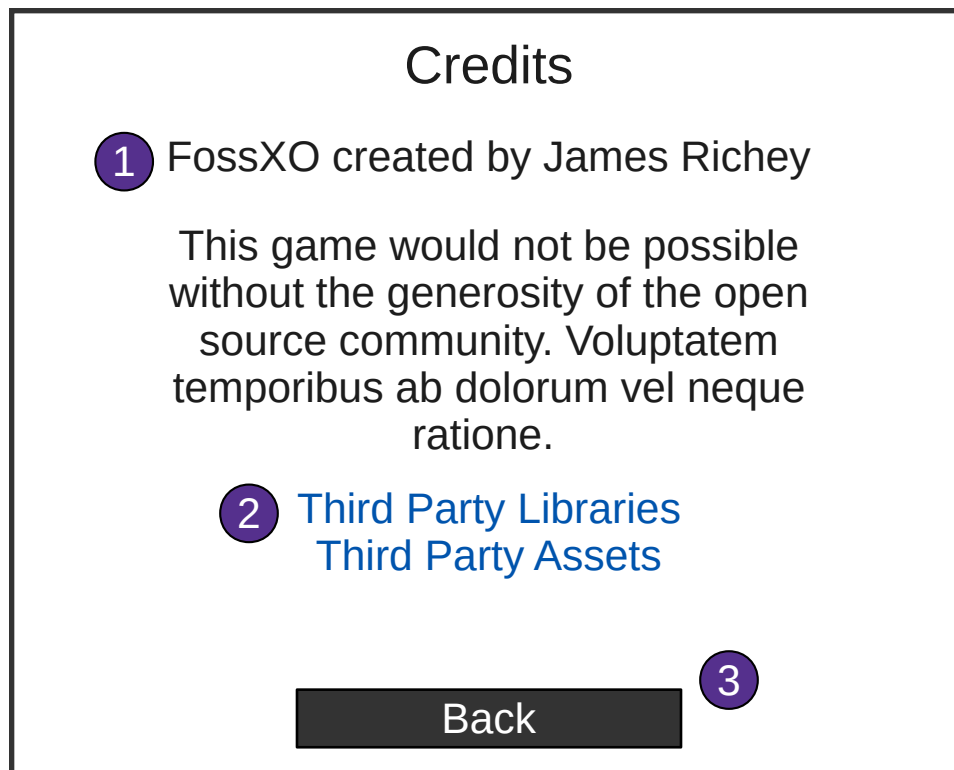 Credits
1 FossXO created by James Richey
This game would not be possible
without the generosity of the open
source community. Voluptatem
temporibus ab dolorum vel neque
ratione.
2 Third Party Libraries
Third Party Assets
3
Back